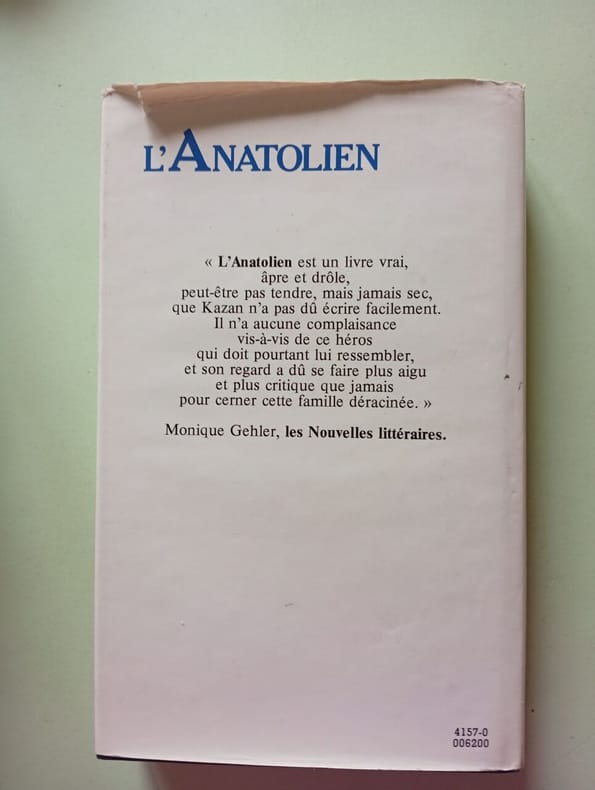 L'ANATOLIEN
« L'Anatolien est un livre vrai,
âpre et drôle,
peut-être pas tendre, mais jamais sec,
que Kazan n'a pas dû écrire facilement.
Il n'a aucune complaisance
vis-à-vis de ce héros
qui doit pourtant lui ressembler,
et son regard a dû se faire plus aigu
et plus critique que jamais
pour cerner cette famille déracinée. »
Monique Gehler, les Nouvelles littéraires.
4157-0
006200